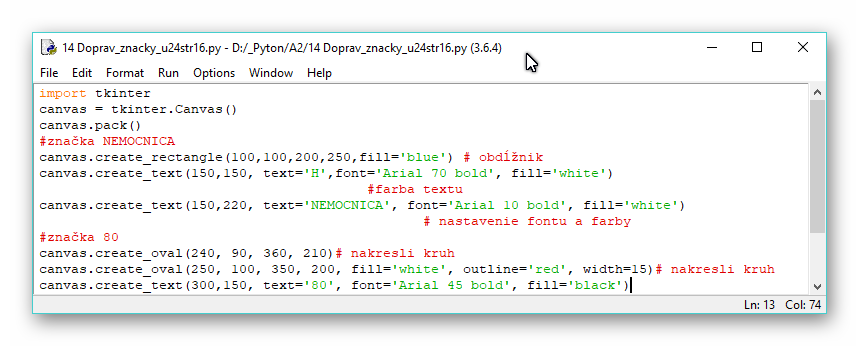 14 Doprav_znacky_u24str16.py - D:/_Pyton/A2/14 Doprav_znacky_u24str16.py (3.6.4)
File Edit Format Run Options Window Help
import tkinter
canvas = tkinter.Canvas()
canvas.pack()
#značka NEMOCNICA
canvas.create_rectangle(100,100,200,250,fill='blue') # obdĺžnik
canvas.create_text(150,150, text='H',font='Arial 70 bold', fill='white')
#farba textu
canvas.create_text(150,220, text='NEMOCNICA', font='Arial 10 bold', fill='white')
# nastavenie fontu a farby
#značka 80
canvas.create_oval(240, 90, 360, 210)# nakresli kruh
canvas.create_oval(250, 100, 350, 200, fill='white', outline='red', width=15)# nakresli kruh
canvas.create_text(300,150, text='80', font='Arial 45 bold', fill='black')
Ln: 13 Col: 74